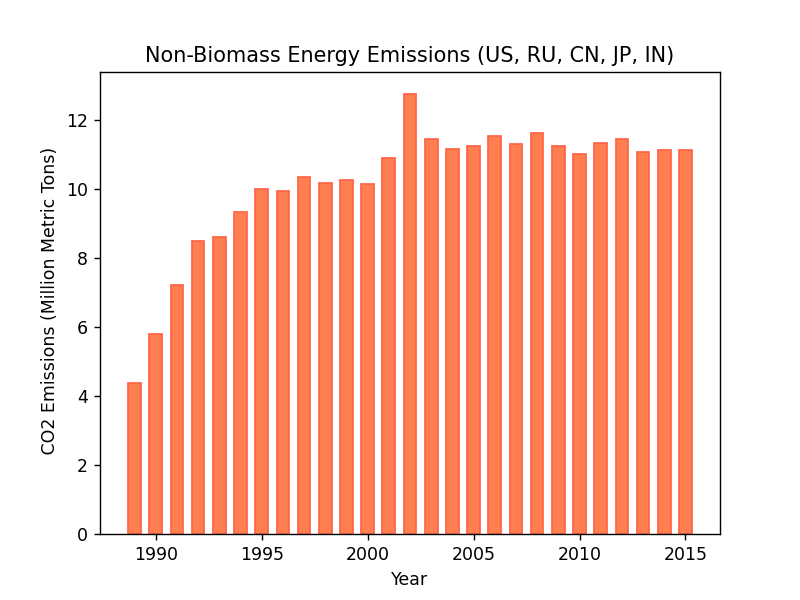 Non-Biomass Energy Emissions (US, RU, CN, JP, IN)
CO2 Emissions (Million Metric Tons)
12
10
8
6
4
2
0
1990 1995 2000 2005 2010 2015
Year